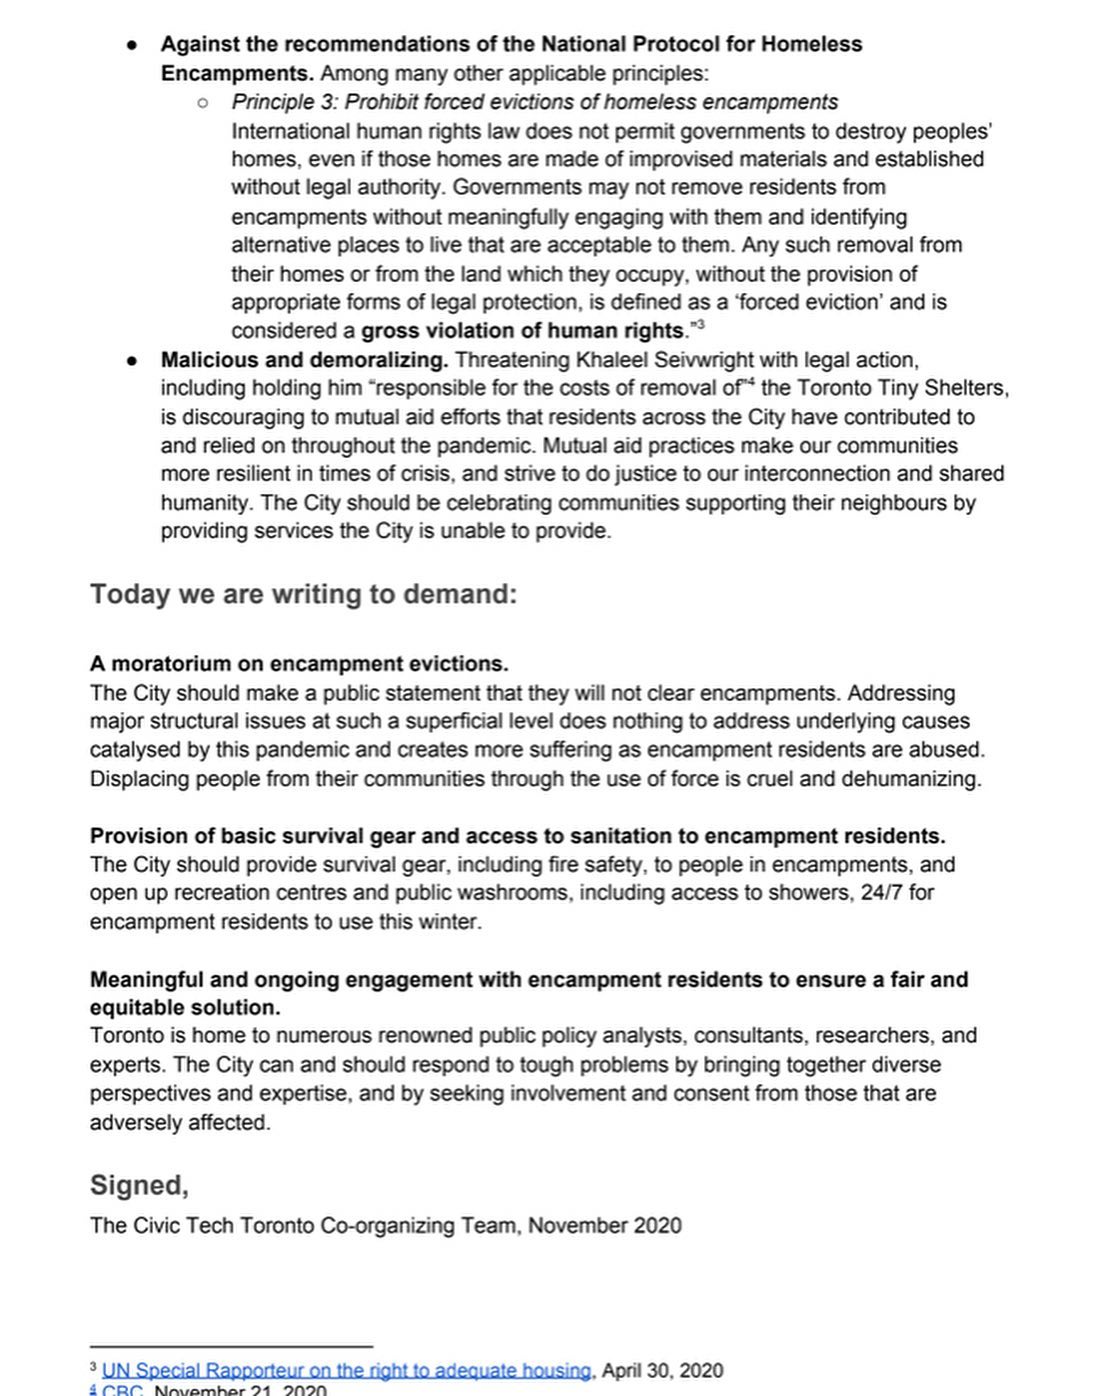 ● Against the recommendations of the National Protocol for Homeless
Encampments. Among many other applicable principles:
○ Principle 3: Prohibit forced evictions of homeless encampments
International human rights law does not permit governments to destroy peoples'
homes, even if those homes are made of improvised materials and established
without legal authority. Governments may not remove residents from
encampments without meaningfully engaging with them and identifying
alternative places to live that are acceptable to them. Any such removal from
their homes or from the land which they occupy, without the provision of
appropriate forms of legal protection, is defined as a ‘forced eviction’ and is
considered a gross violation of human rights.”3
● Malicious and demoralizing. Threatening Khaleel Seivwright with legal action,
including holding him “responsible for the costs of removal of”4 the Toronto Tiny Shelters,
is discouraging to mutual aid efforts that residents across the City have contributed to
and relied on throughout the pandemic. Mutual aid practices make our communities
more resilient in times of crisis, and strive to do justice to our interconnection and shared
humanity. The City should be celebrating communities supporting their neighbours by
providing services the City is unable to provide.
Today we are writing to demand:
A moratorium on encampment evictions.
The City should make a public statement that they will not clear encampments. Addressing
major structural issues at such a superficial level does nothing to address underlying causes
catalysed by this pandemic and creates more suffering as encampment residents are abused.
Displacing people from their communities through the use of force is cruel and dehumanizing.
Provision of basic survival gear and access to sanitation to encampment residents.
The City should provide survival gear, including fire safety, to people in encampments, and
open up recreation centres and public washrooms, including access to showers, 24/7 for
encampment residents to use this winter.
Meaningful and ongoing engagement with encampment residents to ensure a fair and
equitable solution.
Toronto is home to numerous renowned public policy analysts, consultants, researchers, and
experts. The City can and should respond to tough problems by bringing together diverse
perspectives and expertise, and by seeking involvement and consent from those that are
adversely affected.
Signed,
The Civic Tech Toronto Co-organizing Team, November 2020
3 UN Special Rapporteur on the right to adequate housing, April 30, 2020
4 CBC, November 21, 2020